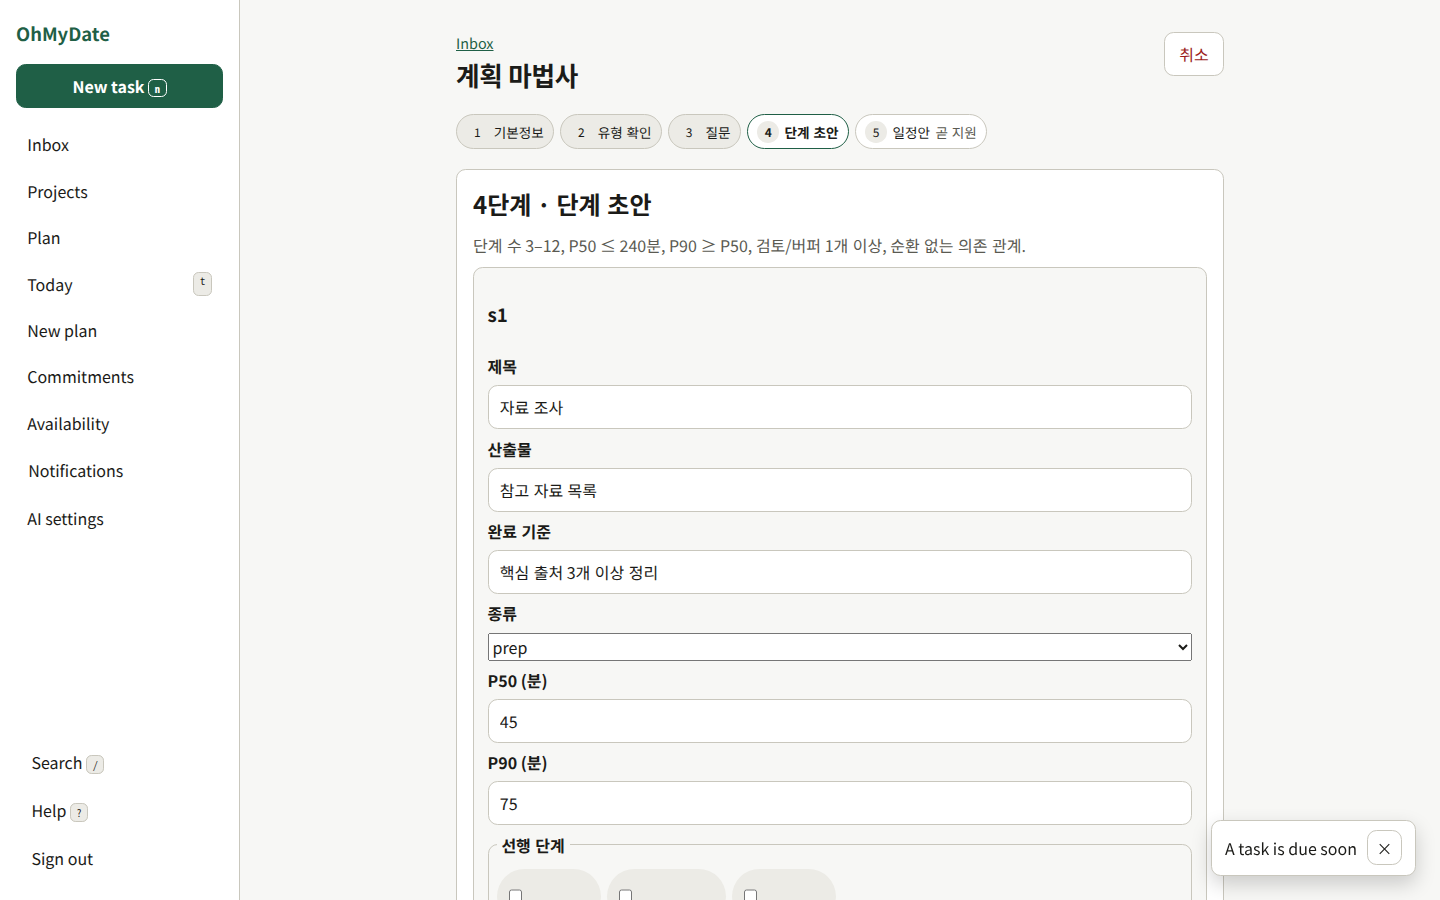 OhMyDate
New task n
Inbox
Projects
Plan
Today t
New plan
Commitments
Availability
Notifications
AI settings
Search /
Help ?
Sign out
Inbox
계획 마법사
취소
1 기본정보
2 유형 확인
3 질문
4 단계 초안
5 일정안 곧 지원
4단계 · 단계 초안
단계 수 3–12, P50 ≤ 240분, P90 ≥ P50, 검토/버퍼 1개 이상, 순환 없는 의존 관계.
s1
제목
자료 조사
산출물
참고 자료 목록
완료 기준
핵심 출처 3개 이상 정리
종류
prep
P50 (분)
45
P90 (분)
75
선행 단계
A task is due soon